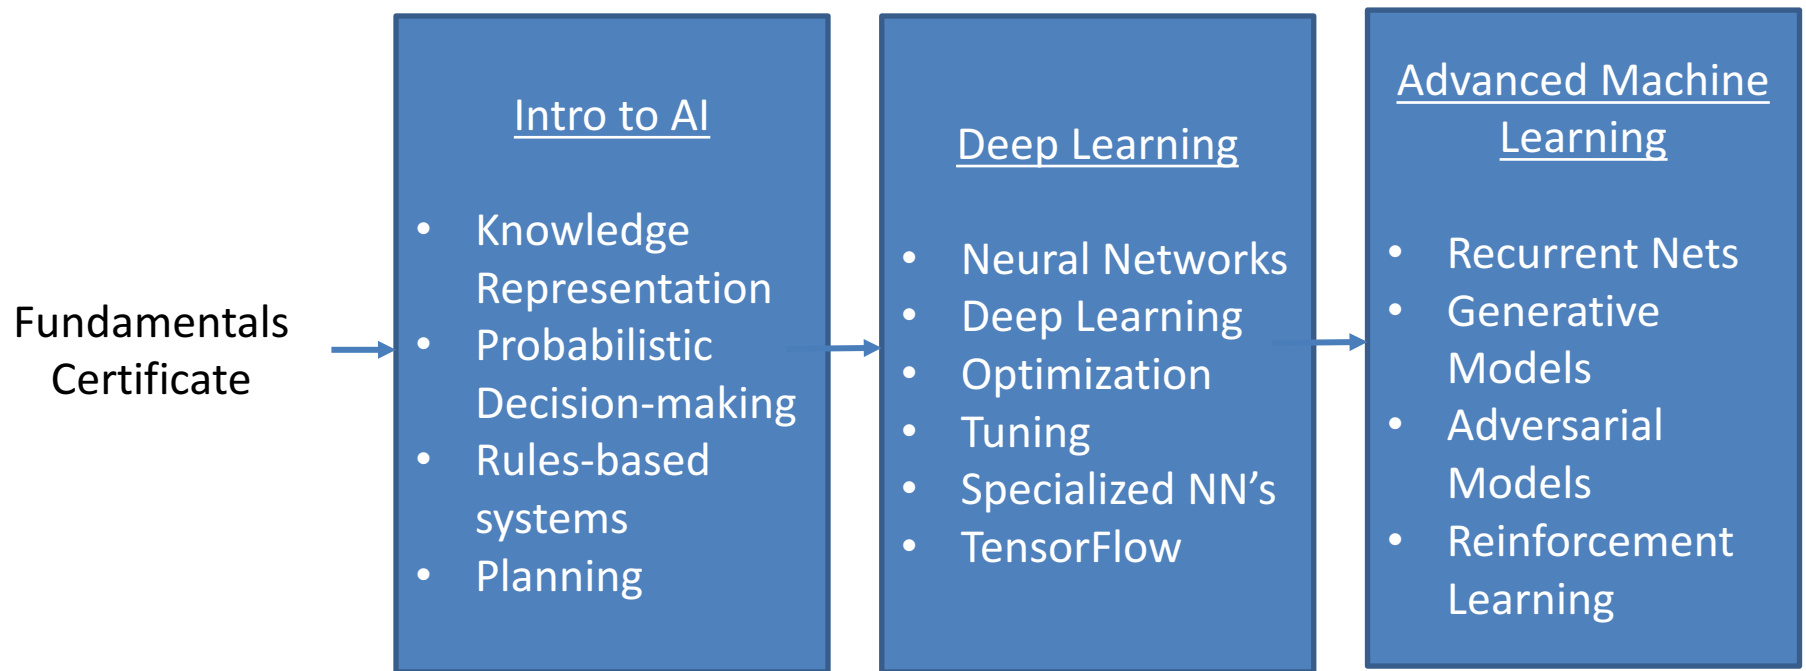 Fundamentals
Certificate
Intro to AI
• Knowledge
Representation
• Probabilistic
Decision-making
• Rules-based
systems
• Planning
Deep Learning
• Neural Networks
• Deep Learning
• Optimization
• Tuning
• Specialized NN’s
• TensorFlow
Advanced Machine
Learning
• Recurrent Nets
• Generative
Models
• Adversarial
Models
• Reinforcement
Learning